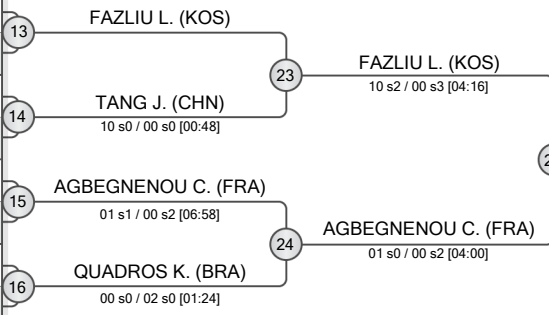 13
FAZLIU L. (KOS)
23
FAZLIU L. (KOS)
10 s2 / 00 s3 [04:16]
14
TANG J. (CHN)
10 s0 / 00 s0 [00:48]
15
AGBEGNENOU C. (FRA)
01 s1 / 00 s2 [06:58]
24
AGBEGNENOU C. (FRA)
01 s0 / 00 s2 [04:00]
16
QUADROS K. (BRA)
00 s0 / 02 s0 [01:24]